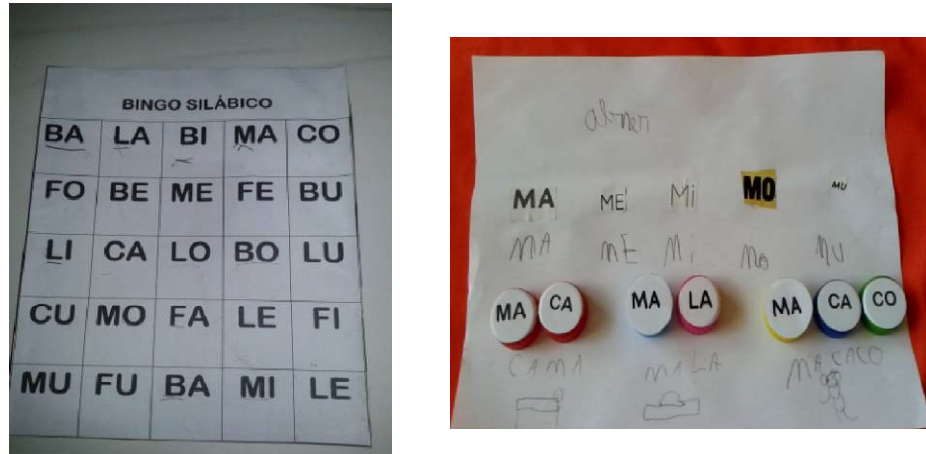 BINGO SILÁBICO
BA LA BI MA CO
FO BE ME FE BU
LI CA LO BO LU
CU MO FA LE FI
MU FU BA MI LE
abner
MA ME Mi MO MU
MA ME Mi Mo MU
MA CA MA LA MA CA CO
CAMA MALA MACACO